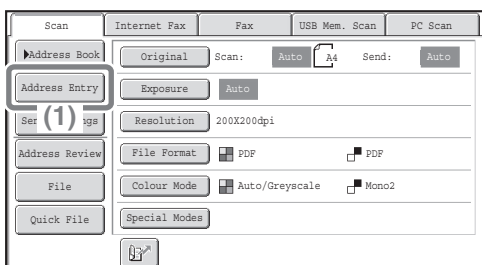 Scan Internet Fax Fax USB Mem. Scan PC Scan
Address Book Original Scan: Auto A4 Send: Auto
Address Entry Exposure Auto
(1) Resolution 200X200dpi
Address Review File Format PDF PDF
File Colour Mode Auto/Greyscale Mono2
Quick File Special Modes